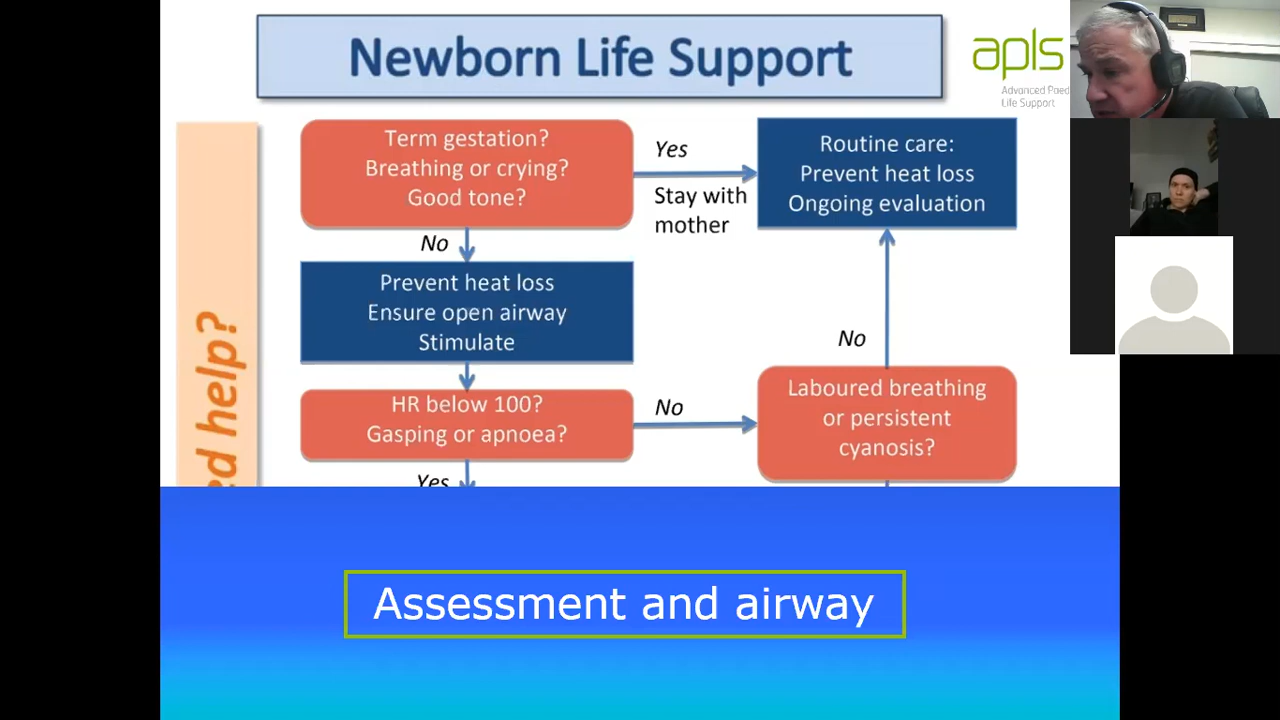 Newborn Life Support
apls
Advanced Paed
Life Support
Term gestation?
Breathing or crying?
Good tone?
Yes
Stay with
mother
Routine care:
Prevent heat loss
Ongoing evaluation
No
Prevent heat loss
Ensure open airway
Stimulate
No
HR below 100?
Gasping or apnoea?
No
Laboured breathing
or persistent
cyanosis?
Yes
ed help?
Assessment and airway